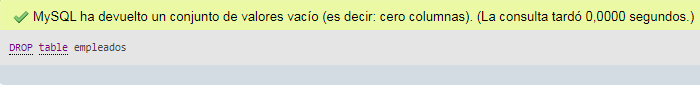 MySQL ha devuelto un conjunto de valores vacío (es decir: cero columnas). (La consulta tardó 0,0000 segundos.)
DROP table empleados